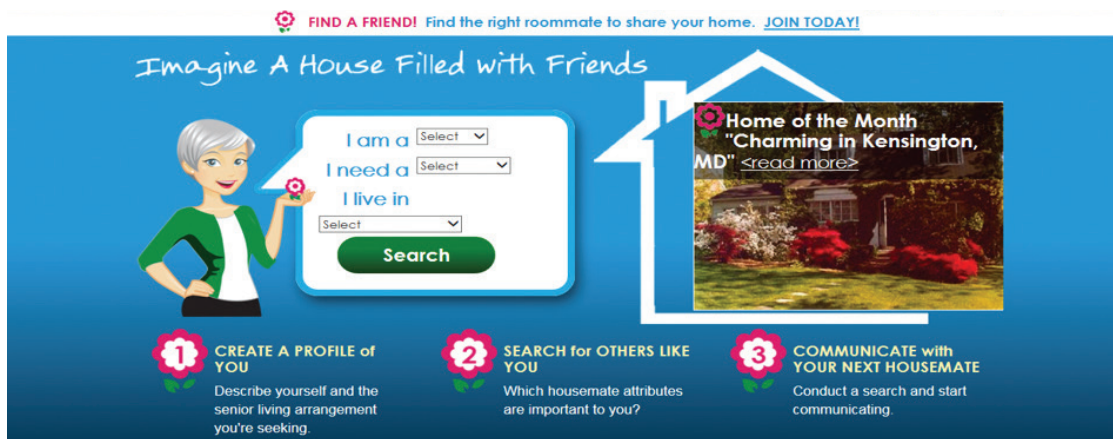 FIND A FRIEND! Find the right roommate to share your home. JOIN TODAY!
Imagine A House Filled with Friends
I am a Select
I need a Select
I live in
Select
Search
Home of the Month
"Charming in Kensington,
MD" <read more>
1
CREATE A PROFILE of
YOU
Describe yourself and the
senior living arrangement
you're seeking.
2
SEARCH for OTHERS LIKE
YOU
Which housemate attributes
are important to you?
3
COMMUNICATE with
YOUR NEXT HOUSEMATE
Conduct a search and start
communicating.